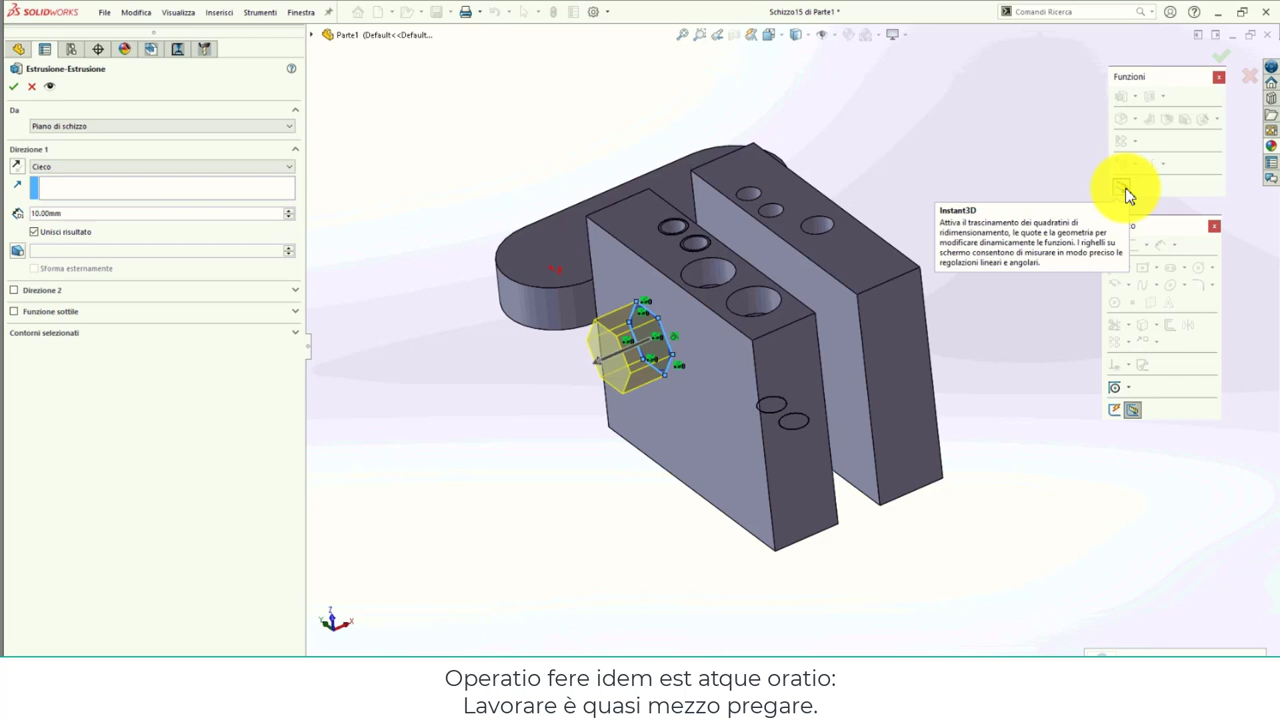 SOLIDWORKS File Modifica Visualizza Inserisci Strumenti Finestra Schizzo15 di Parte1 * Comandi Ricerca
Parte1 (Default<<Default...
Estrusione-Estrusione
Da
Piano di schizzo
Direzione 1
Cieco
10.00mm
Unisci risultato
Sforma esternamente
Direzione 2
Funzione sottile
Contorni selezionati
Funzioni
Instant3D
Attiva il trascinamento dei quadratini di
ridimensionamento, le quote e la geometria per
modificare dinamicamente le funzioni. I righelli su
schermo consentono di misurare in modo preciso le
regolazioni lineari e angolari.
Z
Y
X
Operatio fere idem est atque oratio:
Lavorare è quasi mezzo pregare.